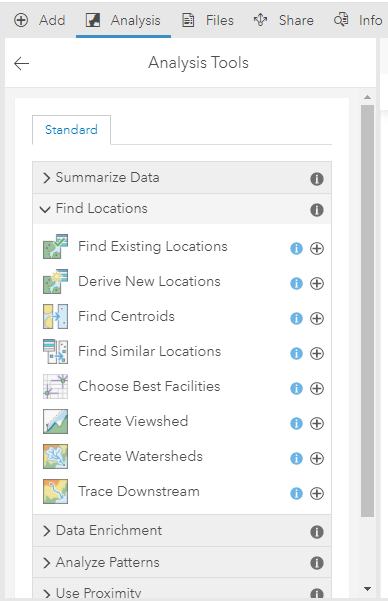 Add Analysis Files Share Info
Analysis Tools
Standard
Summarize Data
Find Locations
Find Existing Locations
Derive New Locations
Find Centroids
Find Similar Locations
Choose Best Facilities
Create Viewshed
Create Watersheds
Trace Downstream
Data Enrichment
Analyze Patterns
Use Proximity